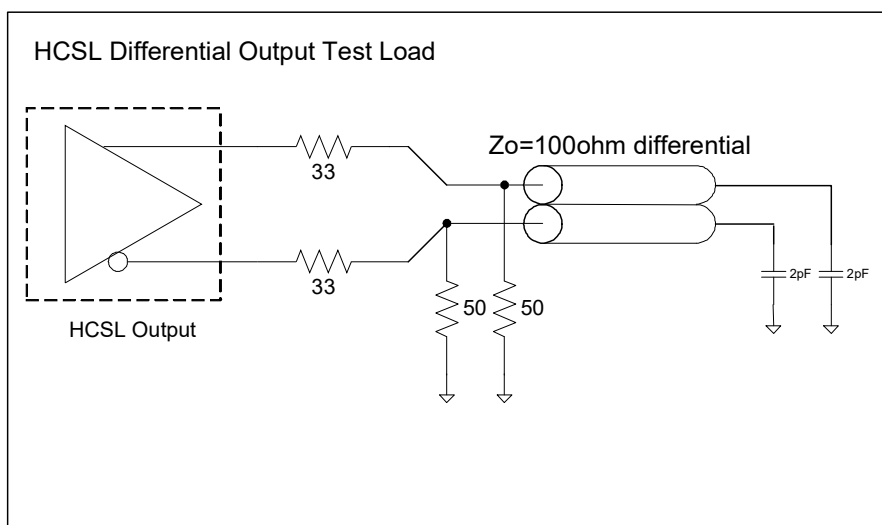 HCSL Differential Output Test Load
Zo=100ohm differential
33
33
50
50
2pF
2pF
HCSL Output